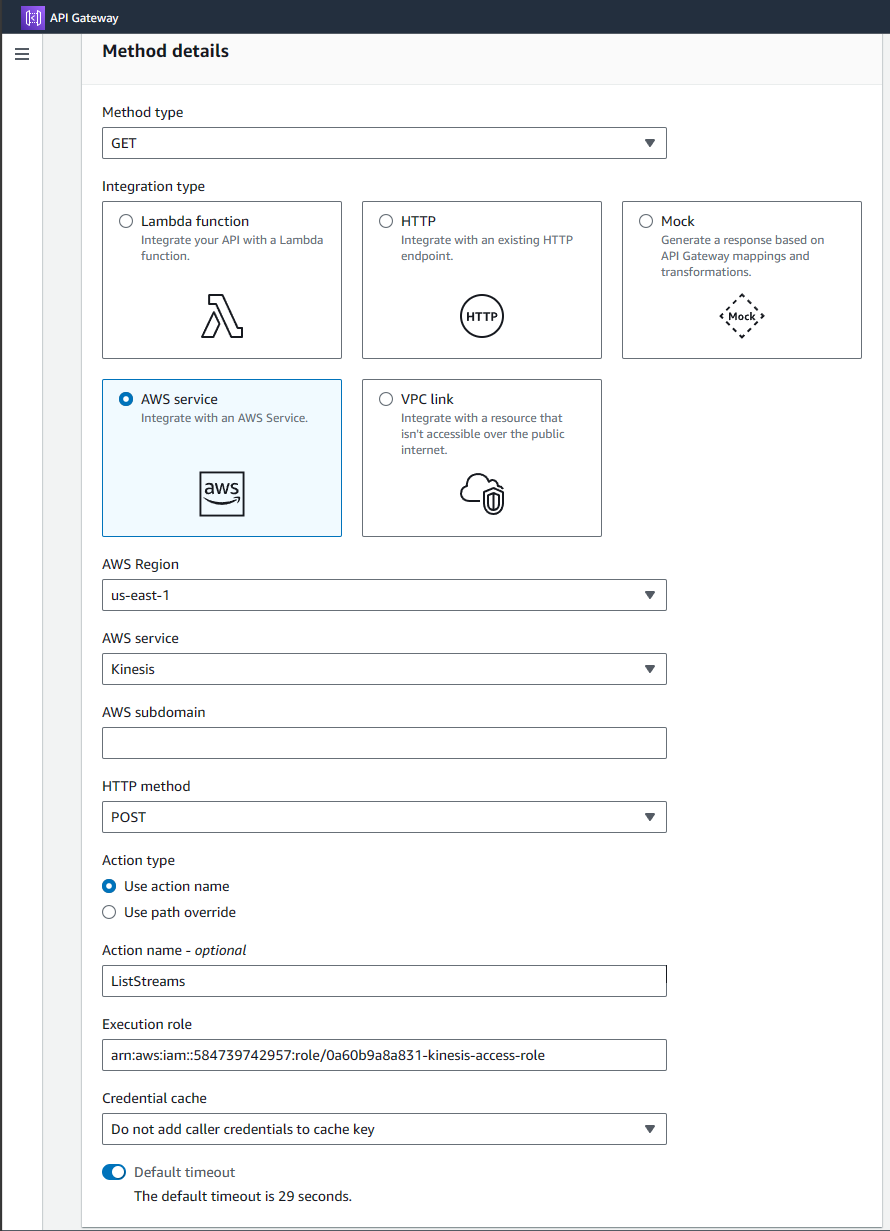 API Gateway
Method details
Method type
GET
Integration type
Lambda function
Integrate your API with a Lambda
function.
HTTP
Integrate with an existing HTTP
endpoint.
HTTP
Mock
Generate a response based on
API Gateway mappings and
transformations.
Mock
AWS service
Integrate with an AWS Service.
aws
VPC link
Integrate with a resource that
isn't accessible over the public
internet.
AWS Region
us-east-1
AWS service
Kinesis
AWS subdomain
HTTP method
POST
Action type
Use action name
Use path override
Action name - optional
ListStreams
Execution role
arn:aws:iam::584739742957:role/0a60b9a8a831-kinesis-access-role
Credential cache
Do not add caller credentials to cache key
Default timeout
The default timeout is 29 seconds.